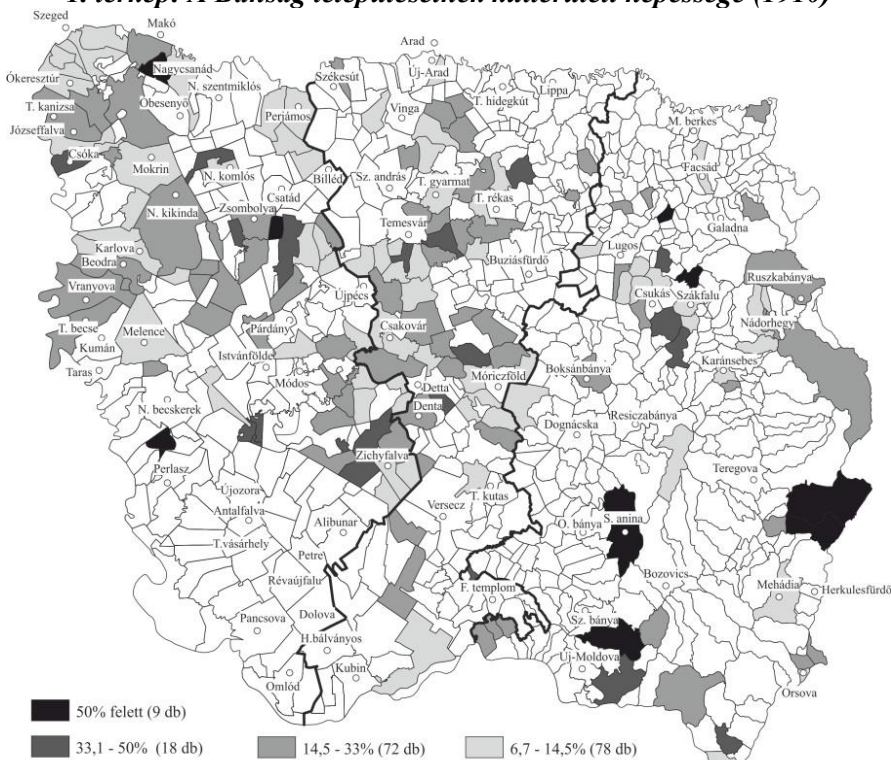 1. térkép: A Bánság településeinek külterületi népessége (1910)
Szeged
Makó
Arad
Ókeresztúr
Nagycsanád
N. szentmiklós
Székesút
Új-Arad
Lippa
T. kanizsa
Óbesenyő
Perjámos
Vinga
T. hidegkút
Józseffalva
M. berkes
Csóka
Mokrin
N. komlós
Billéd
Sz. andrás
T. gyarmat
Facsád
N. kikinda
Zsombolya
Csatád
Temesvár
T. rékas
Galadna
Karlova
Beodra
Buziásfürdő
Lugos
Vranyova
Újpécs
Csukás
Szákfalu
Ruszkabánya
T. becse
Melence
Párdány
Csakovár
Nádorhegy
Kumán
Istvánfölde
Taras
Módos
Detta
Móriczföld
Boksánbánya
Karánsebes
N. becskerek
Denta
Dognácska
Resiczabánya
Perlasz
Zichyfalva
Teregova
Újozora
Antalfalva
Versecz
T. kutas
O. bánya
S. anina
T.vásárhely
Alibunar
Petre
Révaújfalu
Bozovics
Mehádia
Herkulesfürdő
Pancsova
Dolova
F. templom
H.bálványos
Sz. bánya
Omlód
Kubin
Új-Moldova
Orsova
50% felett (9 db)
33,1 - 50% (18 db)
14,5 - 33% (72 db)
6,7 - 14,5% (78 db)